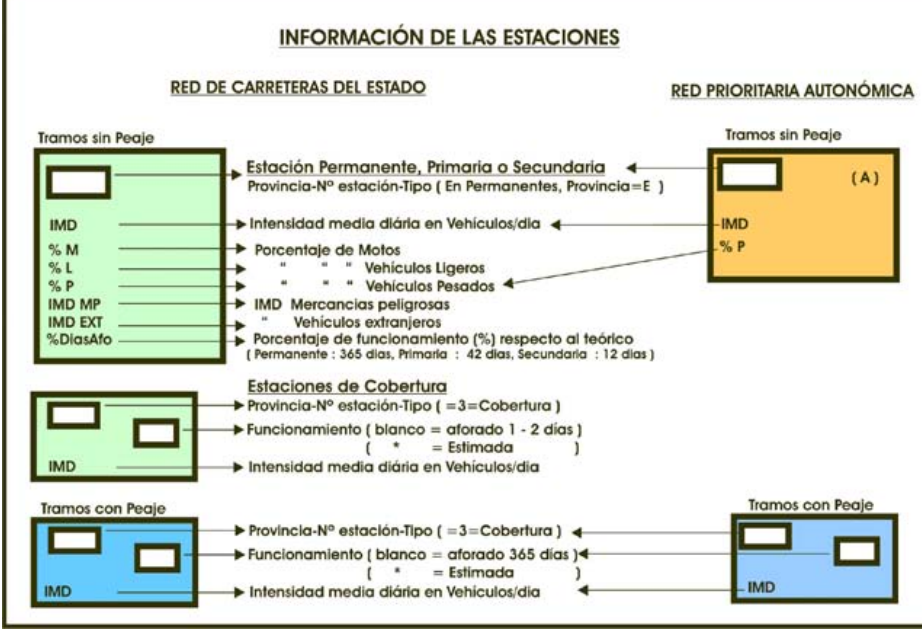 INFORMACIÓN DE LAS ESTACIONES
RED DE CARRETERAS DEL ESTADO
RED PRIORITARIA AUTONÓMICA
Tramos sin Peaje
Tramos sin Peaje
Estación Permanente, Primaria o Secundaria
Provincia-Nº estación-Tipo ( En Permanentes, Provincia=E )
(A)
IMD
Intensidad media diária en Vehículos/dia
IMD
% M
Porcentaje de Motos
% P
% L
" " " Vehículos Ligeros
% P
" " " Vehículos Pesados
IMD MP
IMD Mercancias peligrosas
IMD EXT
" Vehículos extranjeros
%DiasAfo
Porcentaje de funcionamiento (%) respecto al teórico
( Permanente : 365 dias, Primaria : 42 dias, Secundaria : 12 dias )
Estaciones de Cobertura
Provincia-Nº estación-Tipo ( =3=Cobertura )
Funcionamiento ( blanco = aforado 1 - 2 días )
( * = Estimada )
IMD
Intensidad media diária en Vehículos/dia
Tramos con Peaje
Tramos con Peaje
Provincia-Nº estación-Tipo ( =3=Cobertura )
Funcionamiento ( blanco = aforado 365 días )
( * = Estimada )
IMD
Intensidad media diária en Vehículos/dia
IMD